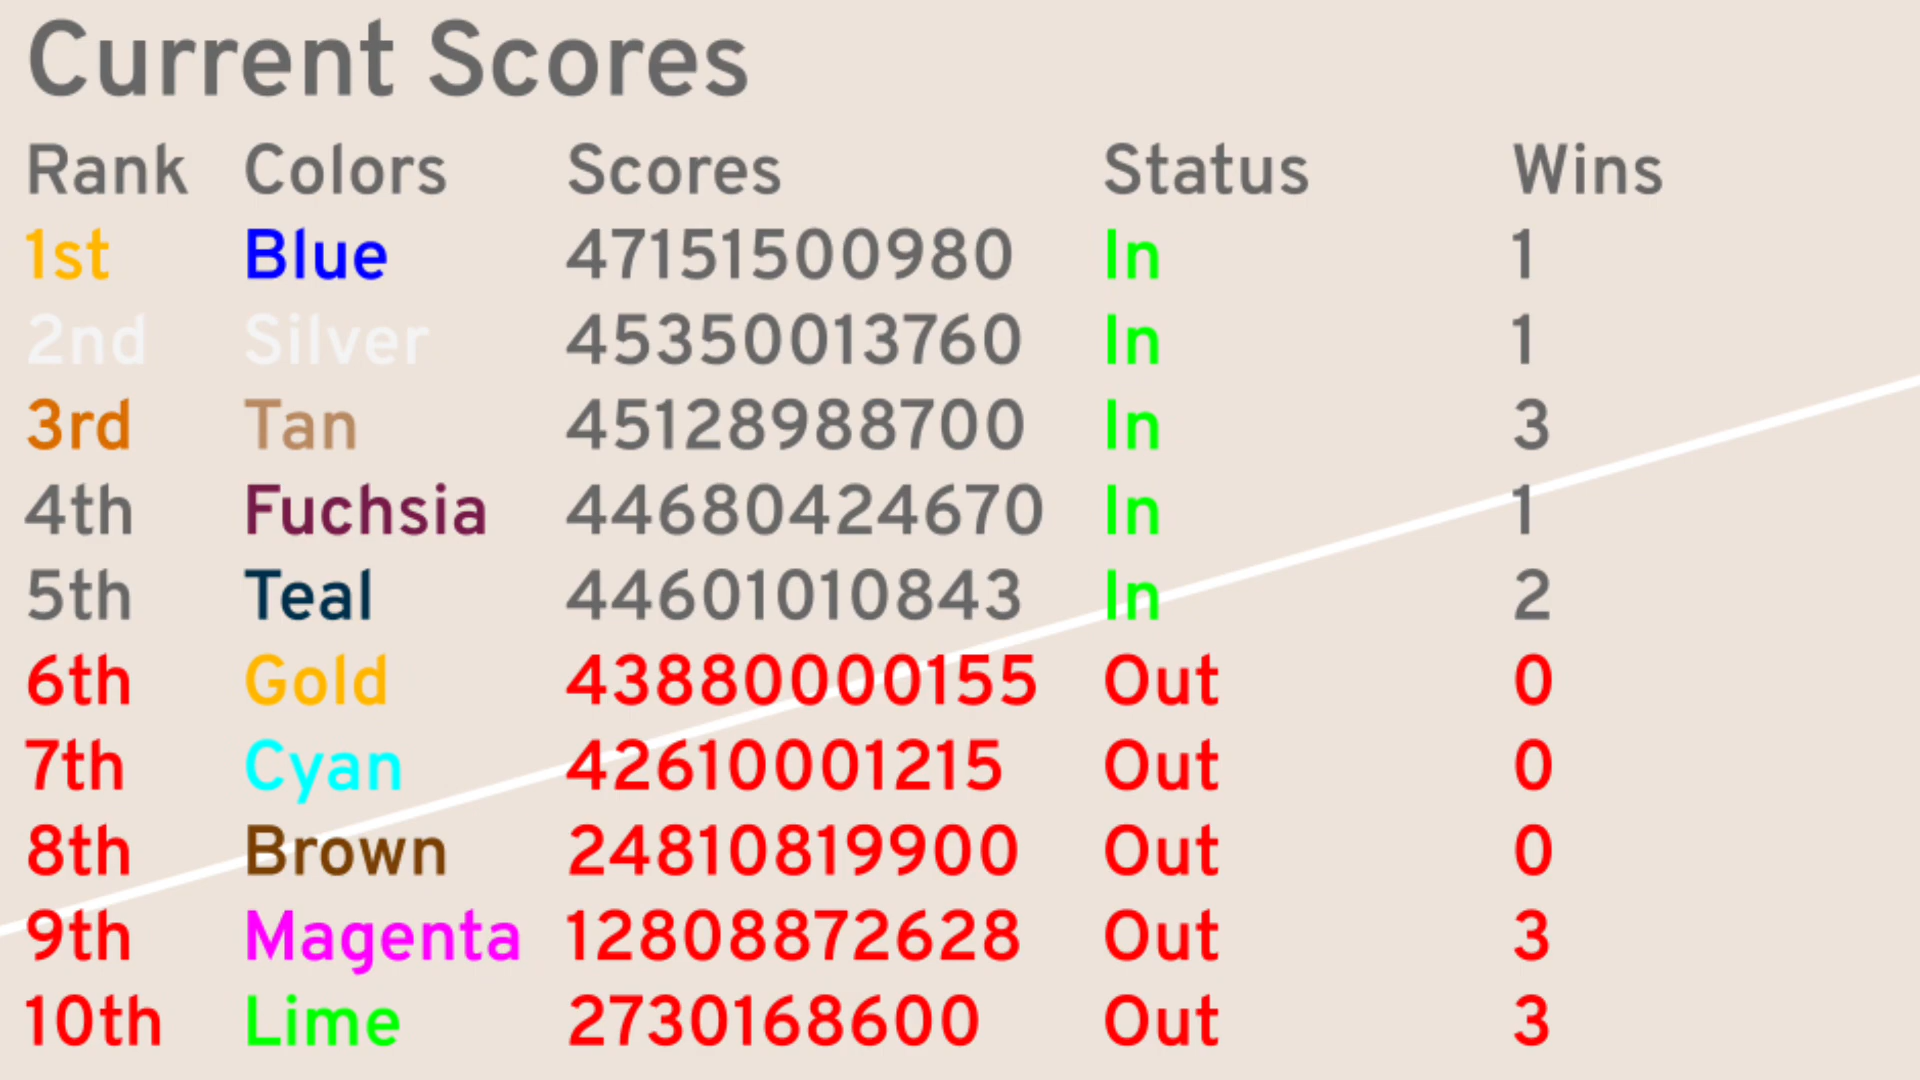 Current Scores
Rank Colors Scores Status Wins
1st Blue 47151500980 In 1
2nd Silver 45350013760 In 1
3rd Tan 45128988700 In 3
4th Fuchsia 44680424670 In 1
5th Teal 44601010843 In 2
6th Gold 43880000155 Out 0
7th Cyan 42610001215 Out 0
8th Brown 24810819900 Out 0
9th Magenta 12808872628 Out 3
10th Lime 2730168600 Out 3